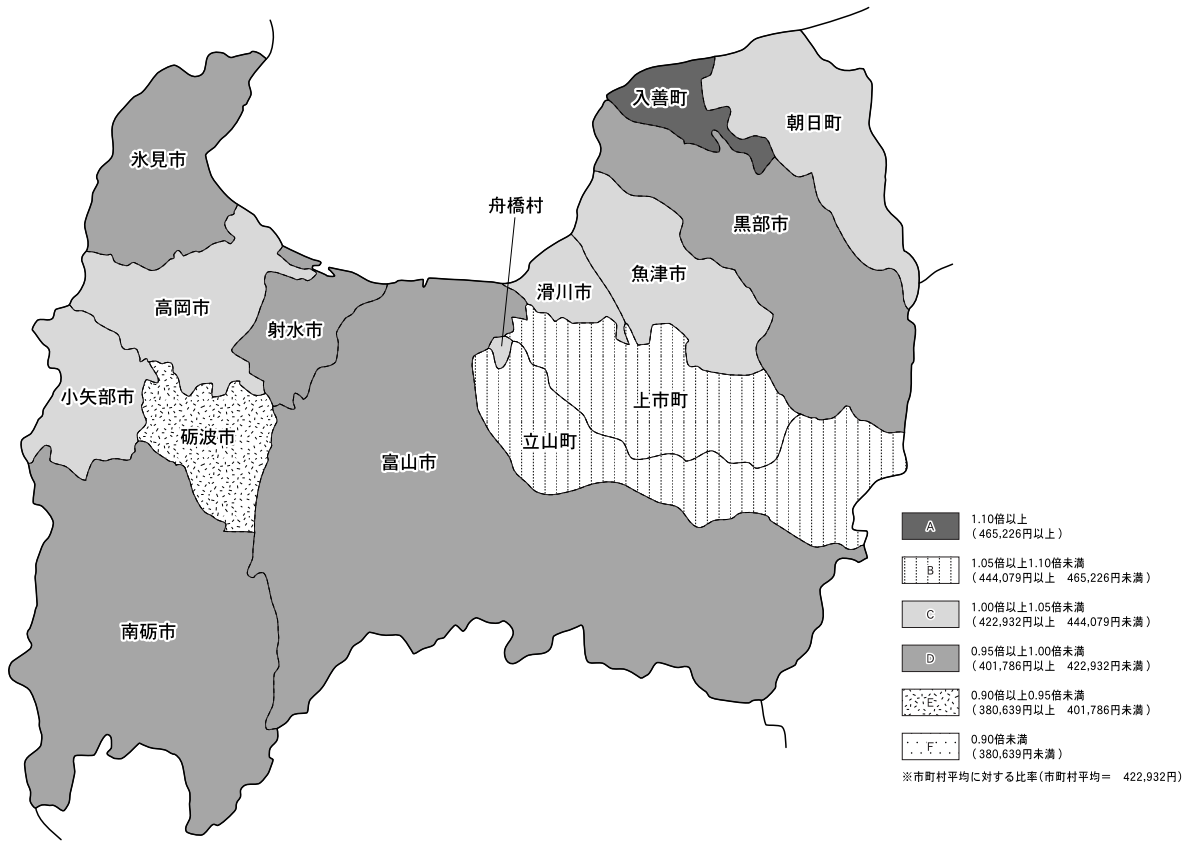 入善町
朝日町
氷見市
舟橋村
黒部市
魚津市
滑川市
高岡市
射水市
小矢部市
上市町
砺波市
立山町
富山市
南砺市
A
1.10倍以上
（465,226円以上）
B
1.05倍以上1.10倍未満
（444,079円以上　465,226円未満）
C
1.00倍以上1.05倍未満
（422,932円以上　444,079円未満）
D
0.95倍以上1.00倍未満
（401,786円以上　422,932円未満）
E
0.90倍以上0.95倍未満
（380,639円以上　401,786円未満）
F
0.90倍未満
（380,639円未満）
※市町村平均に対する比率（市町村平均＝　422,932円）